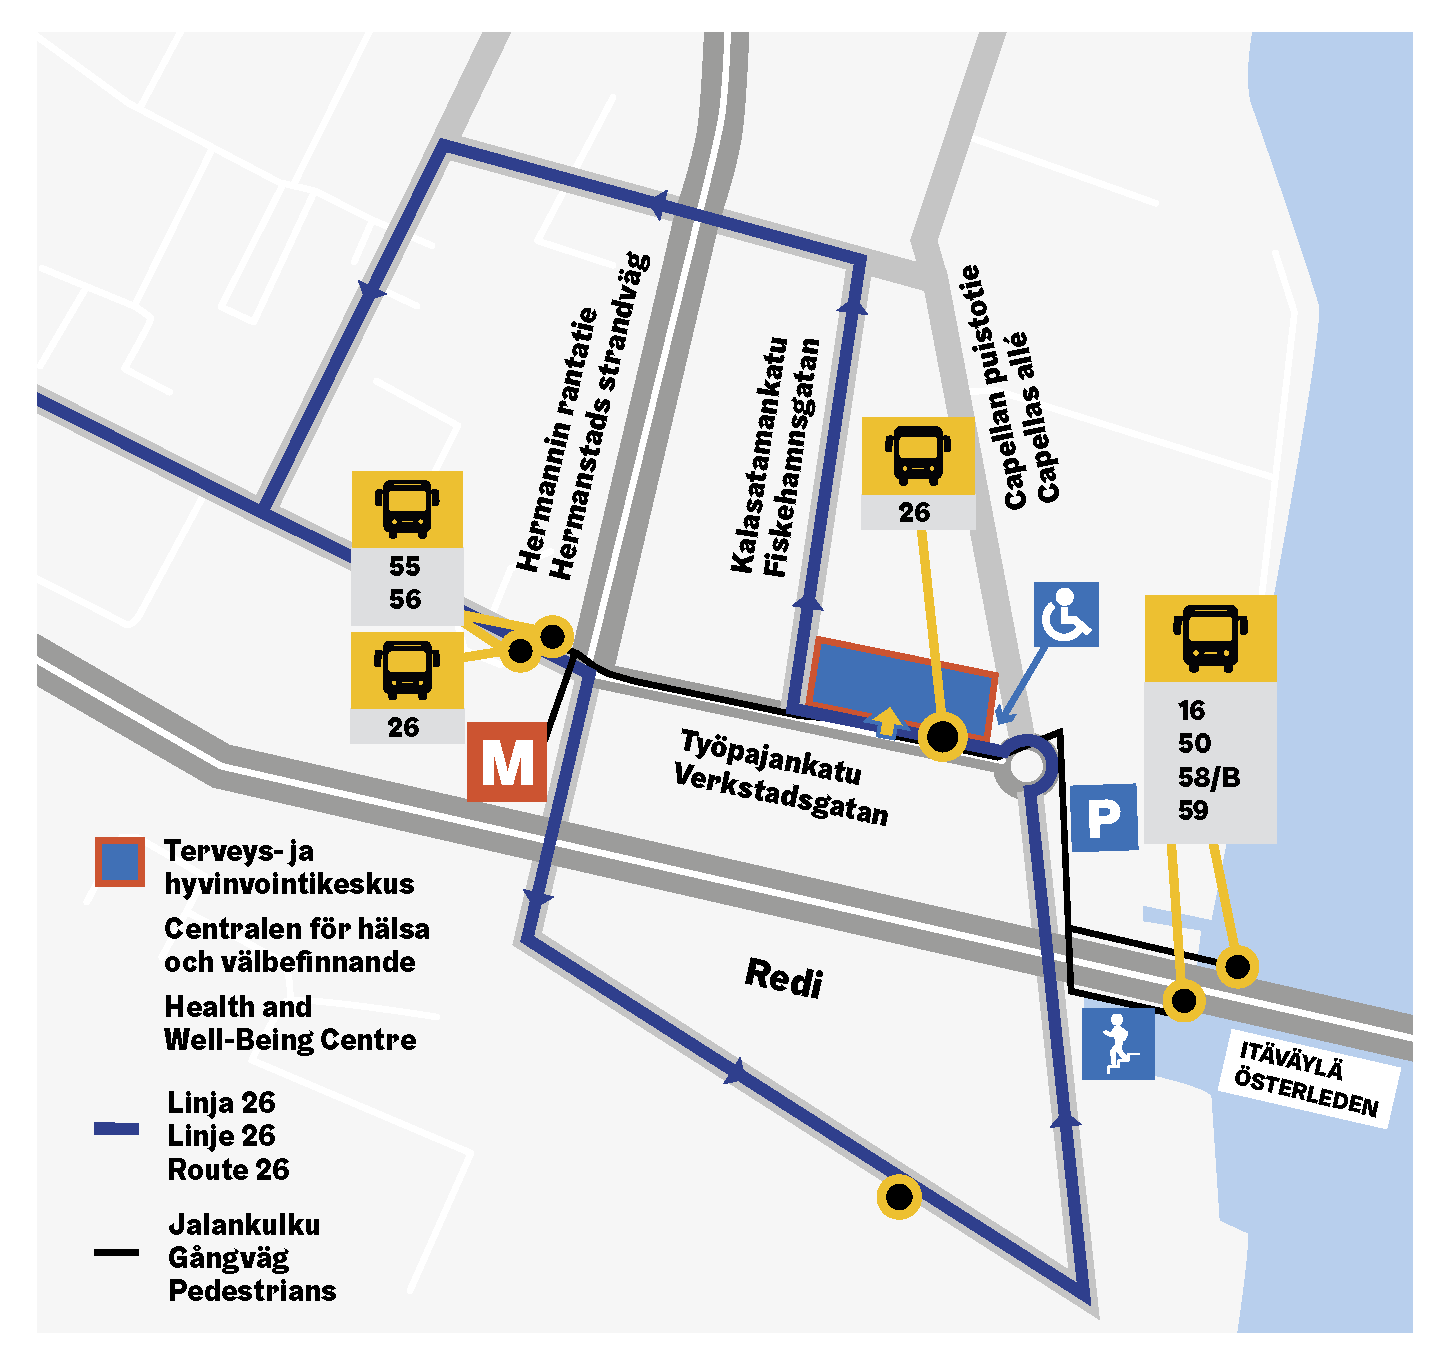 Hermannin rantatie
Hermanstads strandväg
Kalasatamankatu
Fiskehamnsgatan
Capellan puistotie
Capellas allé
26
55
56
26
M
Työpajankatu
Verkstadsgatan
P
16
50
58/B
59
Redi
ITÄVÄYLÄ
ÖSTERLEDEN
Terveys- ja
hyvinvointikeskus
Centralen för hälsa
och välbefinnande
Health and
Well-Being Centre
Linja 26
Linje 26
Route 26
Jalankulku
Gångväg
Pedestrians